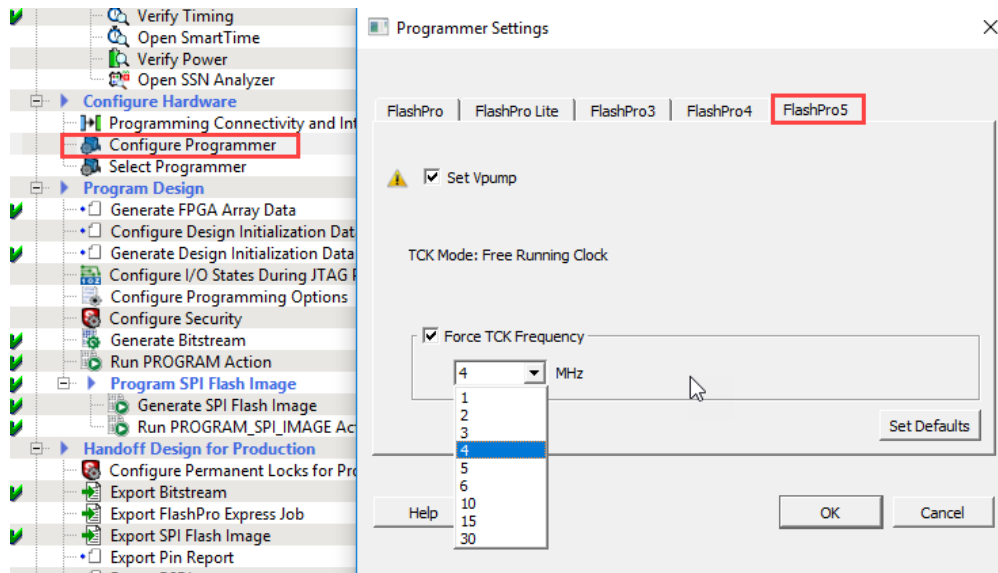 Verify Timing
Open SmartTime
Verify Power
Open SSN Analyzer
Configure Hardware
Programming Connectivity and Int
Configure Programmer
Select Programmer
Program Design
Generate FPGA Array Data
Configure Design Initialization Dat
Generate Design Initialization Data
Configure I/O States During JTAG P
Configure Programming Options
Configure Security
Generate Bitstream
Run PROGRAM Action
Program SPI Flash Image
Generate SPI Flash Image
Run PROGRAM_SPI_IMAGE Ac
Handoff Design for Production
Configure Permanent Locks for Pro
Export Bitstream
Export FlashPro Express Job
Export SPI Flash Image
Export Pin Report
Programmer Settings
FlashPro FlashPro Lite FlashPro3 FlashPro4 FlashPro5
Set Vpump
TCK Mode: Free Running Clock
Force TCK Frequency
4 MHz
1
2
3
4
5
6
10
15
30
Set Defaults
Help OK Cancel